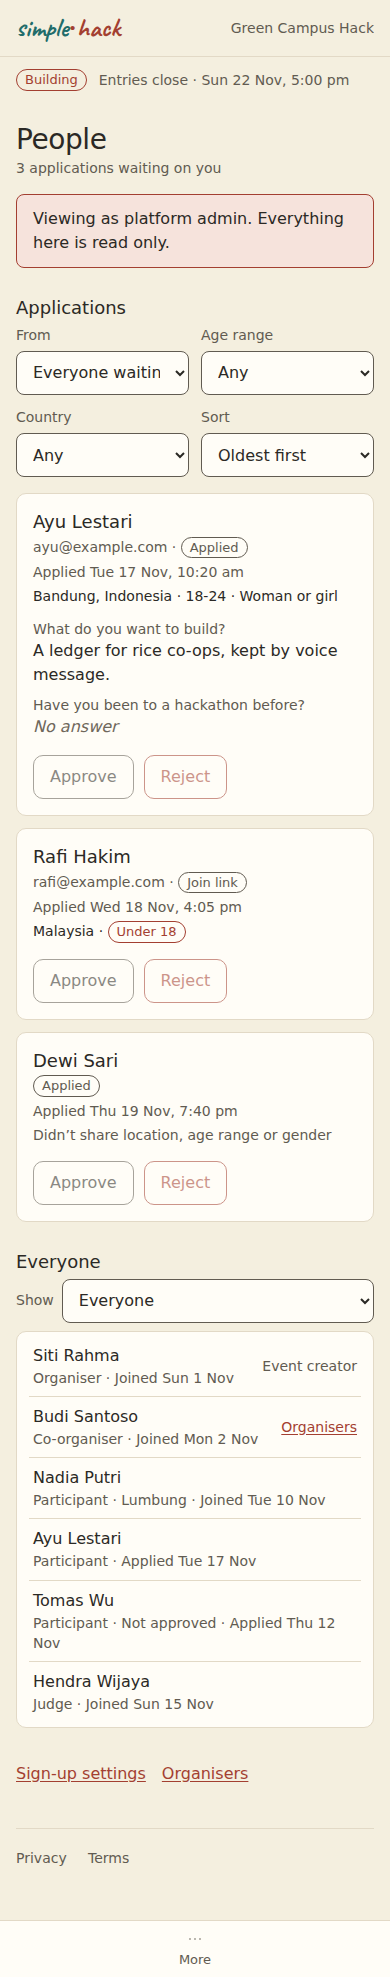 simple hack
Green Campus Hack
Building
Entries close · Sun 22 Nov, 5:00 pm
People
3 applications waiting on you
Viewing as platform admin. Everything
here is read only.
Applications
From
Age range
Everyone waitin
Any
Country
Sort
Any
Oldest first
Ayu Lestari
ayu@example.com · Applied
Applied Tue 17 Nov, 10:20 am
Bandung, Indonesia · 18-24 · Woman or girl
What do you want to build?
A ledger for rice co-ops, kept by voice
message.
Have you been to a hackathon before?
No answer
Approve
Reject
Rafi Hakim
rafi@example.com · Join link
Applied Wed 18 Nov, 4:05 pm
Malaysia · Under 18
Approve
Reject
Dewi Sari
Applied
Applied Thu 19 Nov, 7:40 pm
Didn’t share location, age range or gender
Approve
Reject
Everyone
Show
Everyone
Siti Rahma
Organiser · Joined Sun 1 Nov
Event creator
Budi Santoso
Co-organiser · Joined Mon 2 Nov
Organisers
Nadia Putri
Participant · Lumbung · Joined Tue 10 Nov
Ayu Lestari
Participant · Applied Tue 17 Nov
Tomas Wu
Participant · Not approved · Applied Thu 12
Nov
Hendra Wijaya
Judge · Joined Sun 15 Nov
Sign-up settings
Organisers
Privacy
Terms
...
More